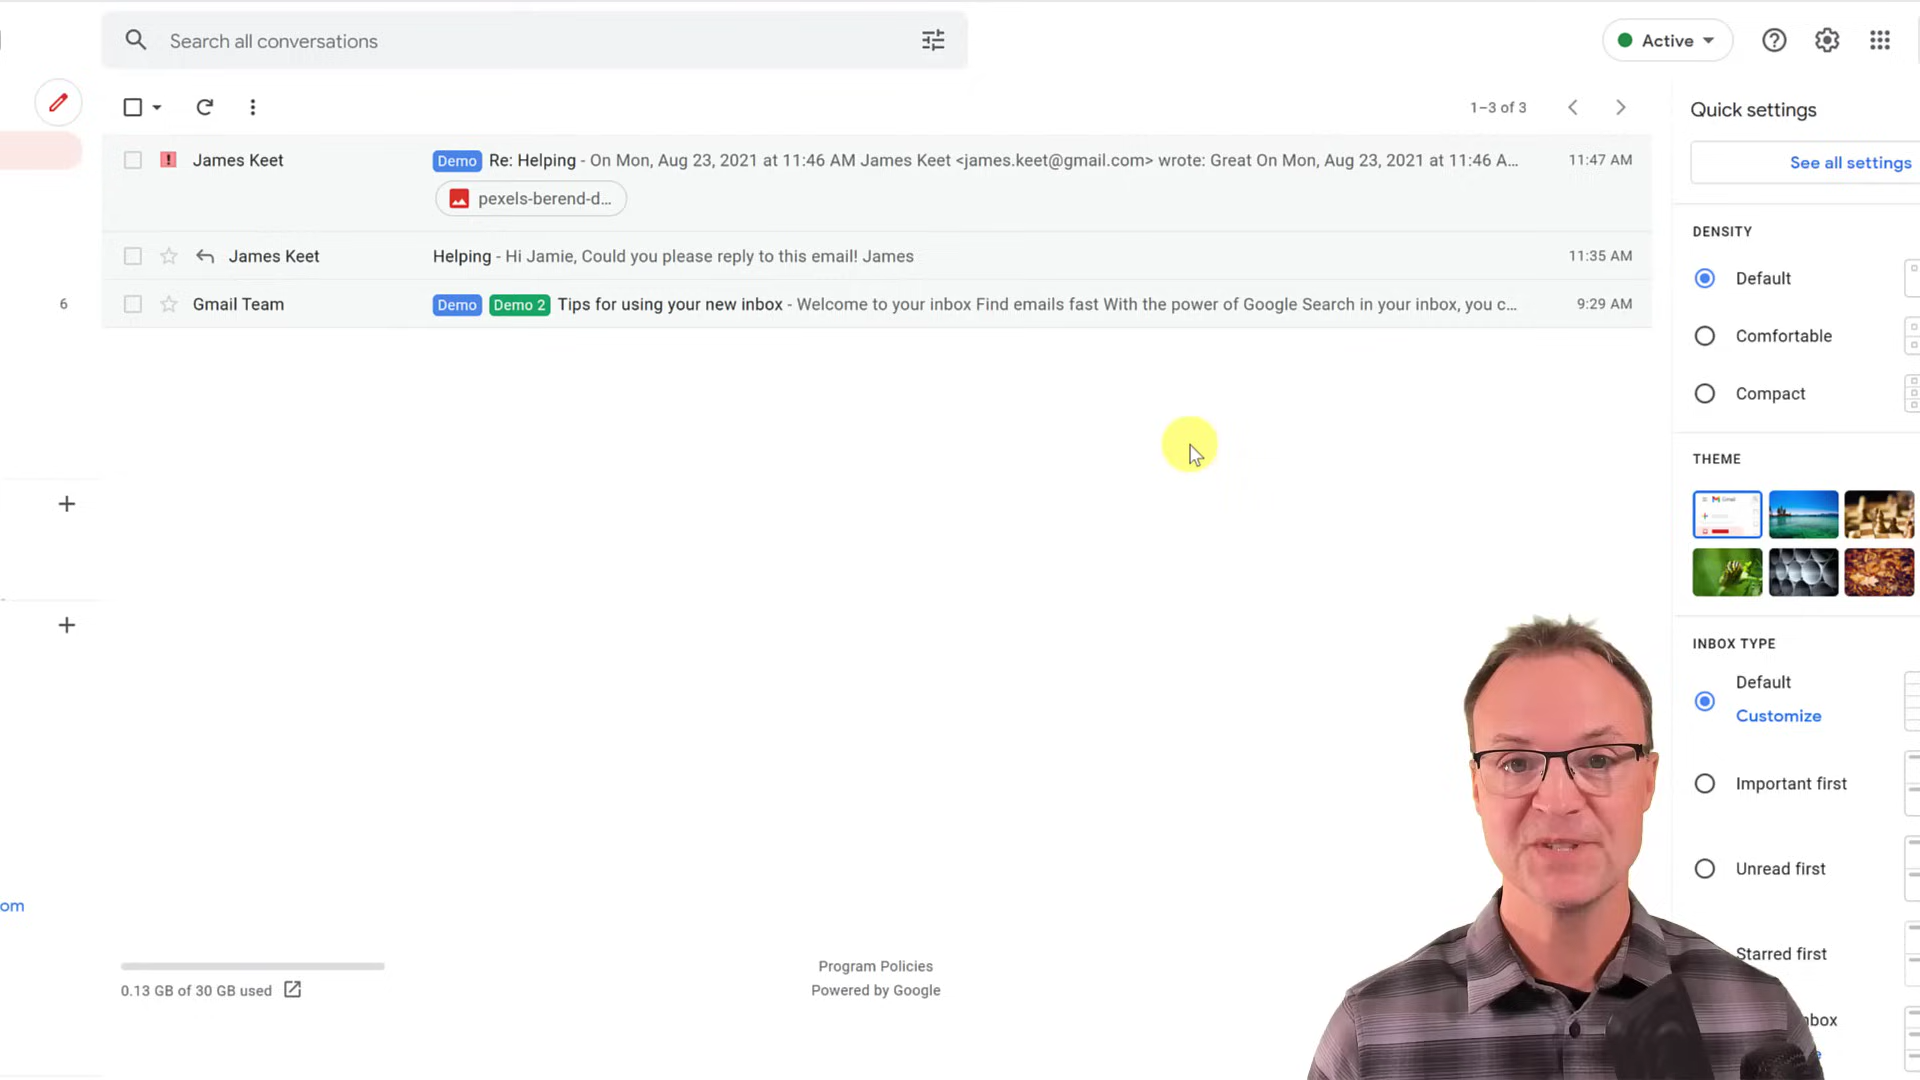 Search all conversations
Active
1–3 of 3
Quick settings
See all settings
James Keet
Demo Re: Helping - On Mon, Aug 23, 2021 at 11:46 AM James Keet <james.keet@gmail.com> wrote: Great On Mon, Aug 23, 2021 at 11:46 A...
11:47 AM
pexels-berend-d...
James Keet
Helping - Hi Jamie, Could you please reply to this email! James
11:35 AM
6
Gmail Team
Demo Demo 2 Tips for using your new inbox - Welcome to your inbox Find emails fast With the power of Google Search in your inbox, you c...
9:29 AM
DENSITY
Default
Comfortable
Compact
THEME
Gmail
INBOX TYPE
Default
Customize
Important first
Unread first
Starred first
nbox
om
0.13 GB of 30 GB used
Program Policies
Powered by Google